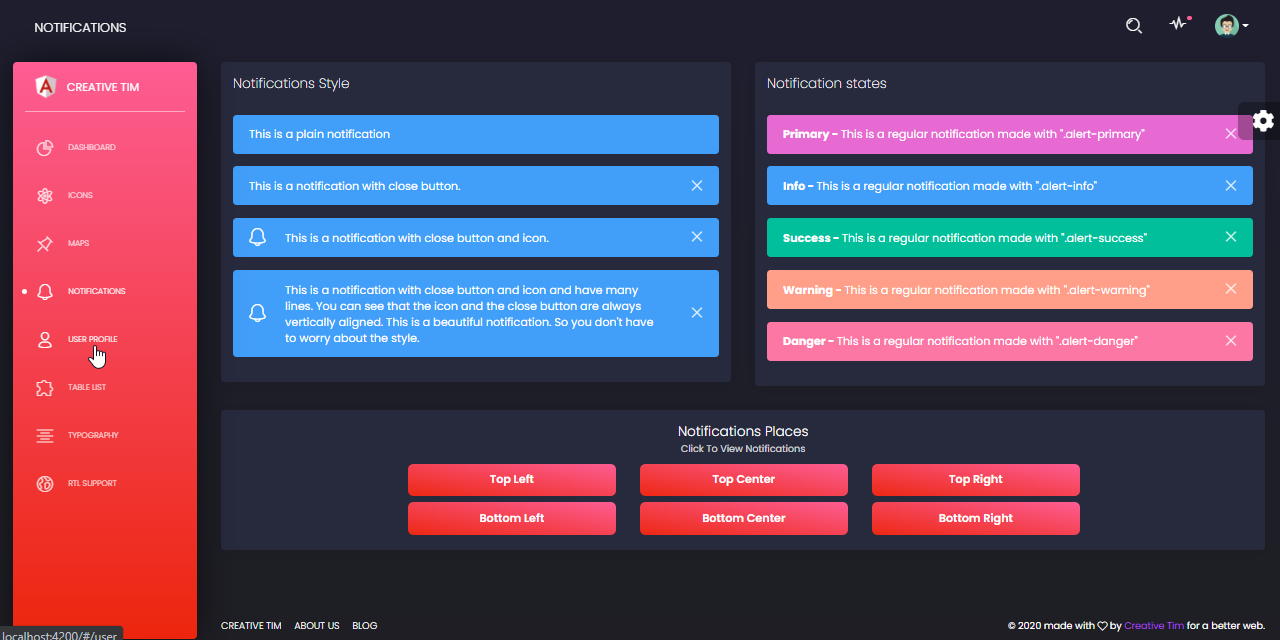 NOTIFICATIONS
CREATIVE TIM
DASHBOARD
ICONS
MAPS
NOTIFICATIONS
USER PROFILE
TABLE LIST
TYPOGRAPHY
RTL SUPPORT
Notifications Style
This is a plain notification
This is a notification with close button.
This is a notification with close button and icon.
This is a notification with close button and icon and have many
lines. You can see that the icon and the close button are always
vertically aligned. This is a beautiful notification. So you don't have
to worry about the style.
Notification states
Primary - This is a regular notification made with ".alert-primary"
Info - This is a regular notification made with ".alert-info"
Success - This is a regular notification made with ".alert-success"
Warning - This is a regular notification made with ".alert-warning"
Danger - This is a regular notification made with ".alert-danger"
Notifications Places
Click To View Notifications
Top Left
Top Center
Top Right
Bottom Left
Bottom Center
Bottom Right
CREATIVE TIM
ABOUT US
BLOG
© 2020 made with ♡ by Creative Tim for a better web.
localhost:4200/#/user